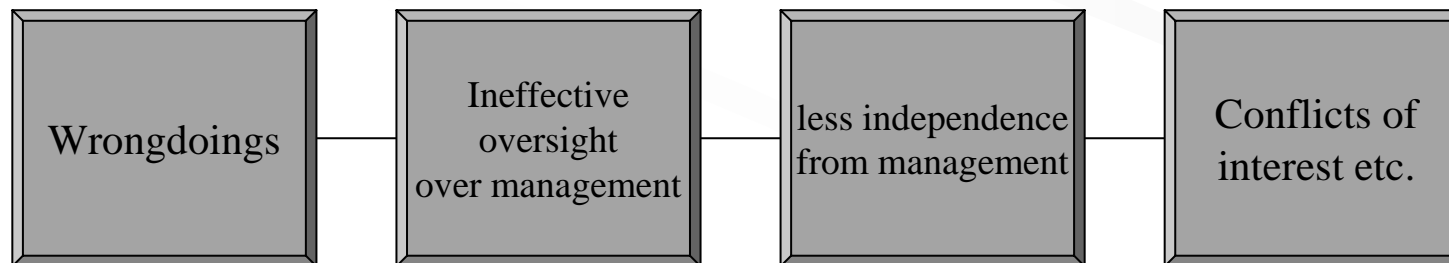 Wrongdoings
Ineffective
oversight
over management
less independence
from management
Conflicts of
interest etc.